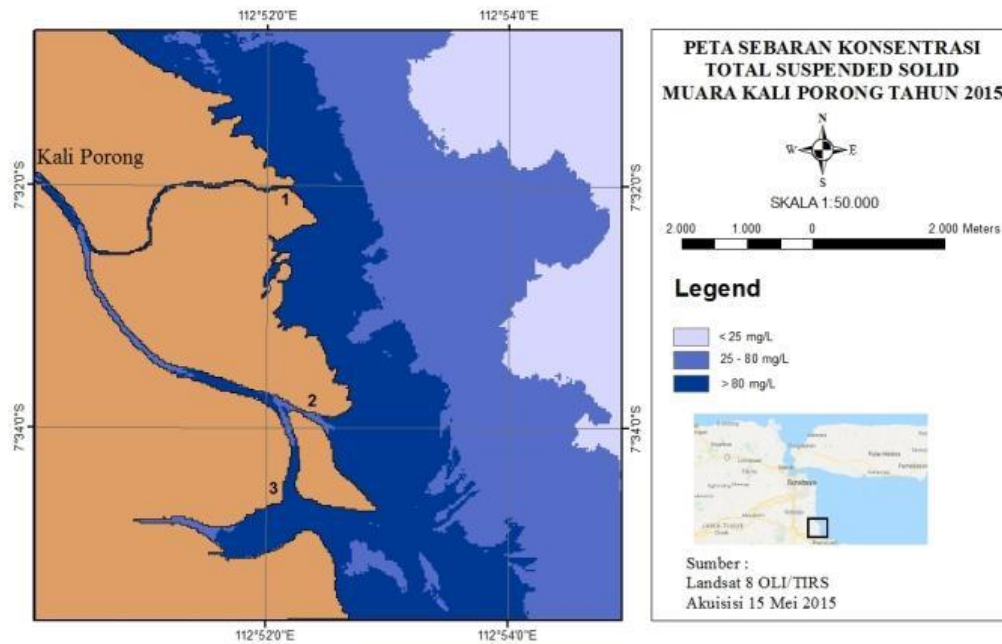 112°52'0"E
112°54'0"E
Kali Porong
7°32'0"S
7°32'0"S
1
2
7°34'0"S
7°34'0"S
3
112°52'0"E
112°54'0"E
PETA SEBARAN KONSENTRASI
TOTAL SUSPENDED SOLID
MUARA KALI PORONG TAHUN 2015
N
W E
S
SKALA 1:50.000
2.000 1.000 0 2.000 Meters
Legend
< 25 mg/L
25 - 80 mg/L
> 80 mg/L
Surabaya
Sumber :
Landsat 8 OLI/TIRS
Akuisisi 15 Mei 2015